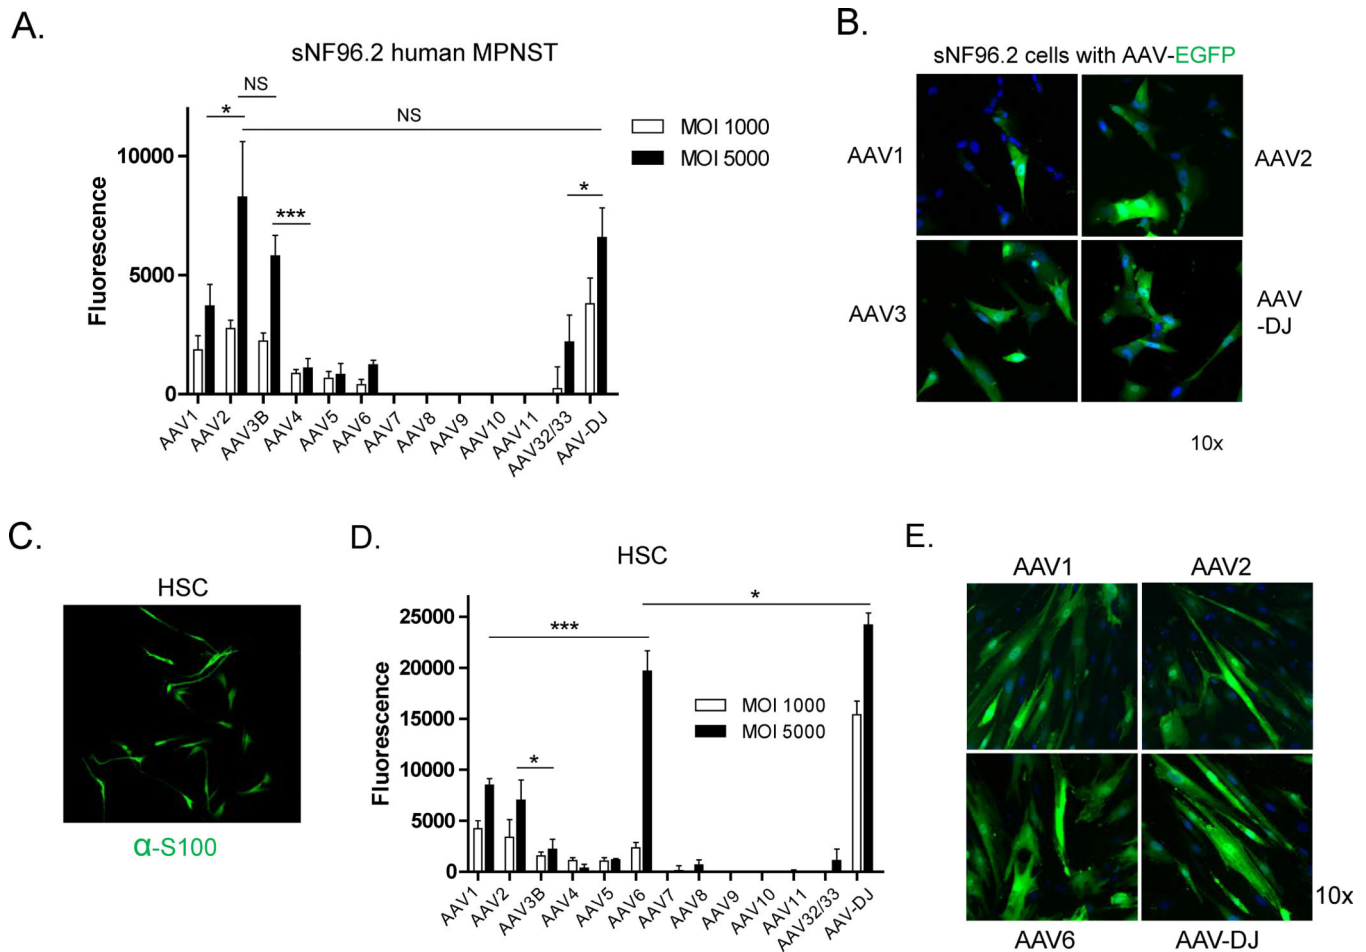 A.
sNF96.2 human MPNST
NS
*
NS
MOI 1000
MOI 5000
***
*
10000
5000
0
Fluorescence
AAV1
AAV2
AAV3B
AAV4
AAV5
AAV6
AAV7
AAV8
AAV9
AAV10
AAV11
AAV32/33
AAV-DJ
B.
sNF96.2 cells with AAV-EGFP
AAV1
AAV2
AAV3
AAV
-DJ
10x
C.
HSC
α-S100
D.
HSC
*
***
*
MOI 1000
MOI 5000
25000
20000
15000
10000
5000
0
Fluorescence
AAV1
AAV2
AAV3B
AAV4
AAV5
AAV6
AAV7
AAV8
AAV9
AAV10
AAV11
AAV32/33
AAV-DJ
E.
AAV1
AAV2
AAV6
AAV-DJ
10x